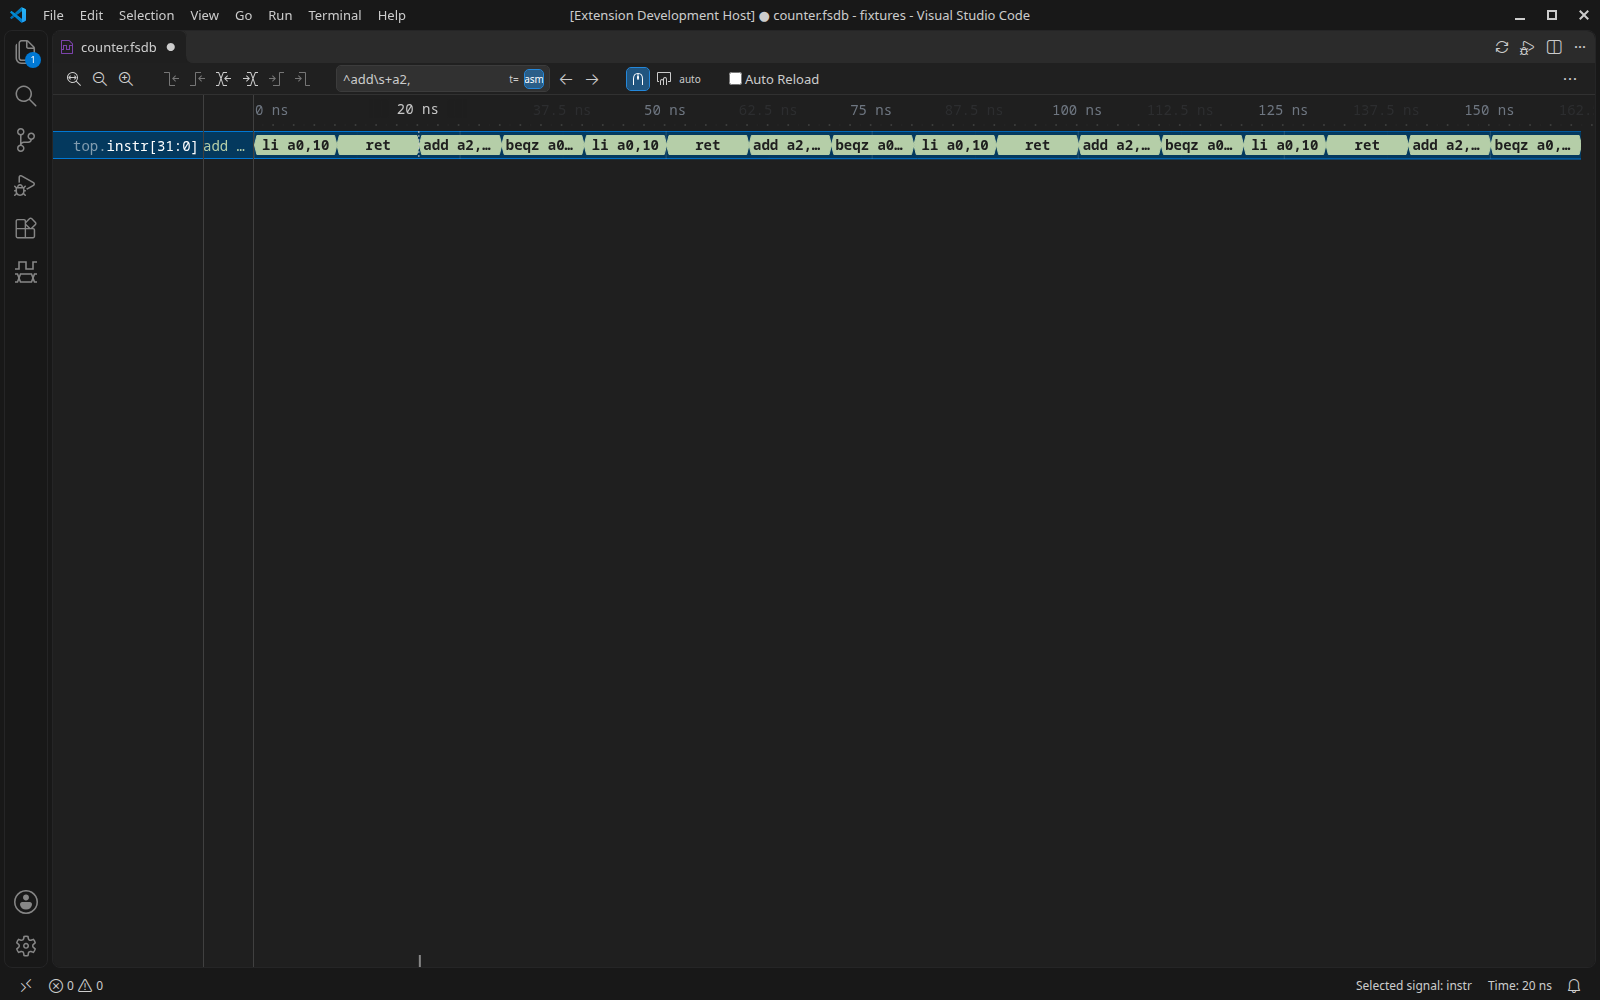 File Edit Selection View Go Run Terminal Help [Extension Development Host] ● counter.fsdb - fixtures - Visual Studio Code
1 counter.fsdb
^add\s+a2, t= asm auto Auto Reload
0 ns 20 ns 37.5 ns 50 ns 62.5 ns 75 ns 87.5 ns 100 ns 112.5 ns 125 ns 137.5 ns 150 ns 162.
top.instr[31:0] add … li a0,10 ret add a2,… beqz a0… li a0,10 ret add a2,… beqz a0… li a0,10 ret add a2,… beqz a0… li a0,10 ret add a2,… beqz a0,…
0 0 Selected signal: instr Time: 20 ns